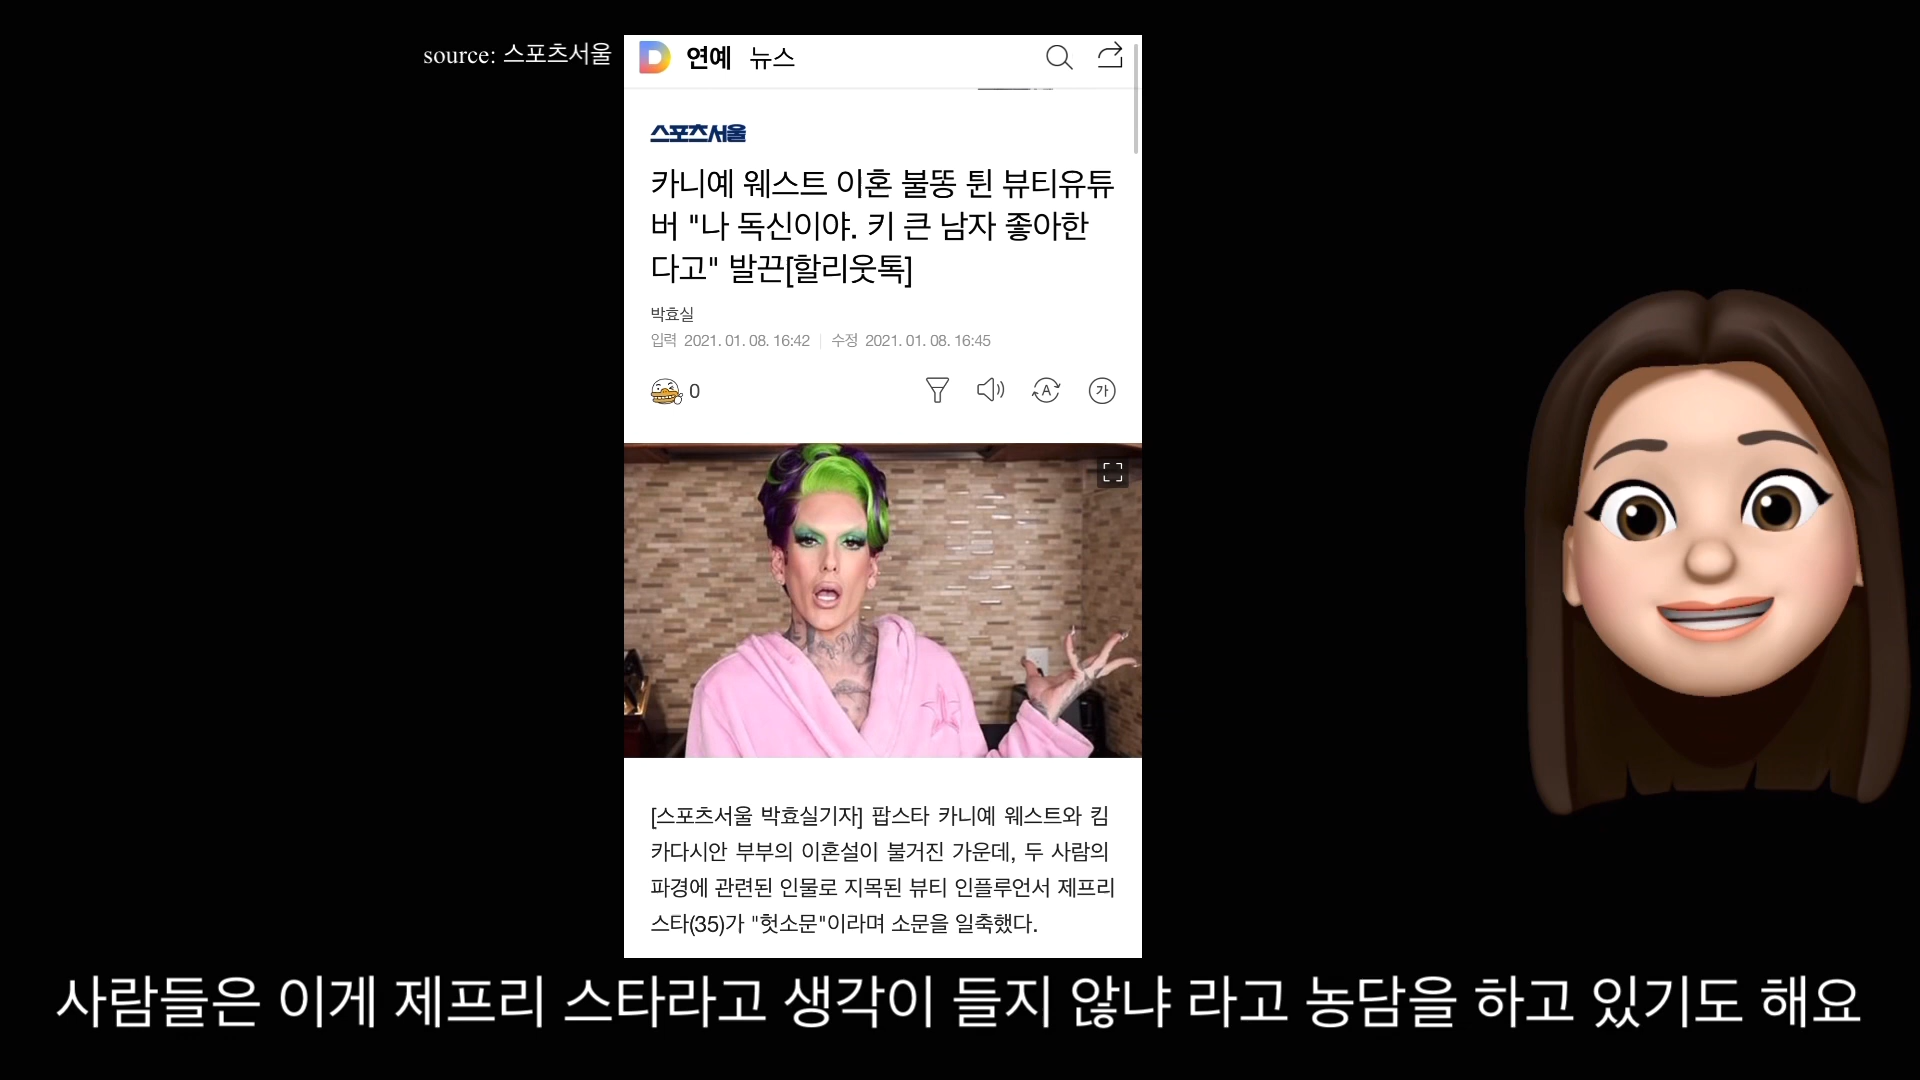 source: 스포츠서울
D 연예 뉴스
스포츠서울
카니예 웨스트 이혼 불똥 튄 뷰티유튜
버 "나 독신이야. 키 큰 남자 좋아한
다고" 발끈[할리웃톡]
박효실
입력 2021. 01. 08. 16:42 | 수정 2021. 01. 08. 16:45
0
A
가
[스포츠서울 박효실기자] 팝스타 카니예 웨스트와 킴
카다시안 부부의 이혼설이 불거진 가운데, 두 사람의
파경에 관련된 인물로 지목된 뷰티 인플루언서 제프리
스타(35)가 "헛소문"이라며 소문을 일축했다.
사람들은 이게 제프리 스타라고 생각이 들지 않냐 라고 농담을 하고 있기도 해요